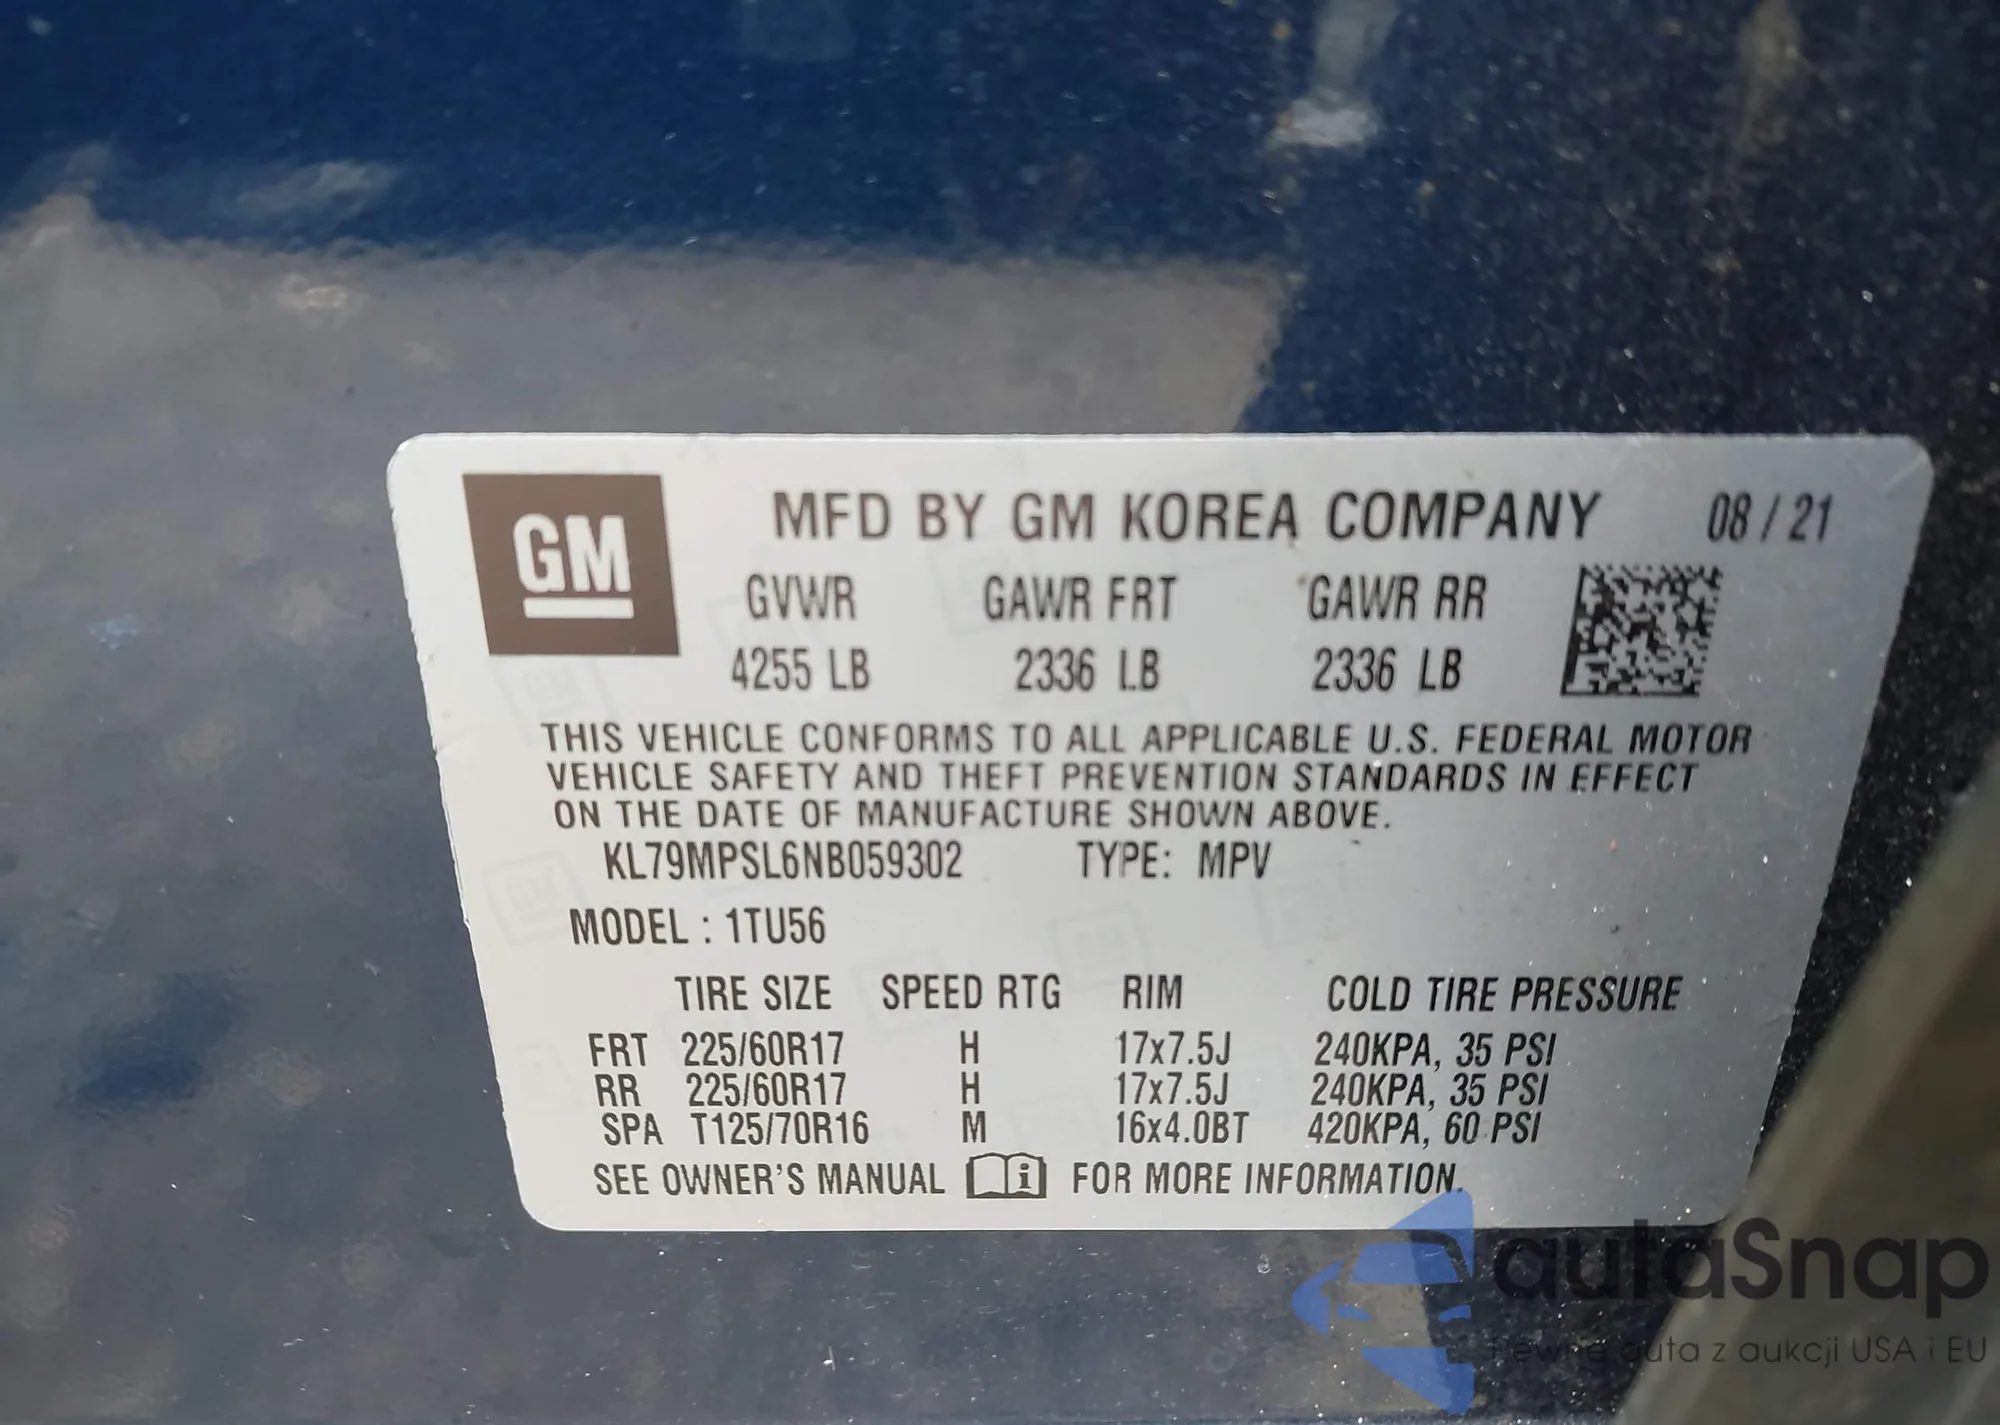 GM
MFD BY GM KOREA COMPANY 08 / 21
GVWR GAWR FRT GAWR RR
4255 LB 2336 LB 2336 LB
THIS VEHICLE CONFORMS TO ALL APPLICABLE U.S. FEDERAL MOTOR
VEHICLE SAFETY AND THEFT PREVENTION STANDARDS IN EFFECT
ON THE DATE OF MANUFACTURE SHOWN ABOVE.
KL79MPSL6NB059302 TYPE: MPV
MODEL : 1TU56
TIRE SIZE SPEED RTG RIM COLD TIRE PRESSURE
FRT 225/60R17 H 17x7.5J 240KPA, 35 PSI
RR 225/60R17 H 17x7.5J 240KPA, 35 PSI
SPA T125/70R16 M 16x4.0BT 420KPA, 60 PSI
SEE OWNER'S MANUAL i FOR MORE INFORMATION.
autaSnap
Pewne auta z aukcji USA i EU